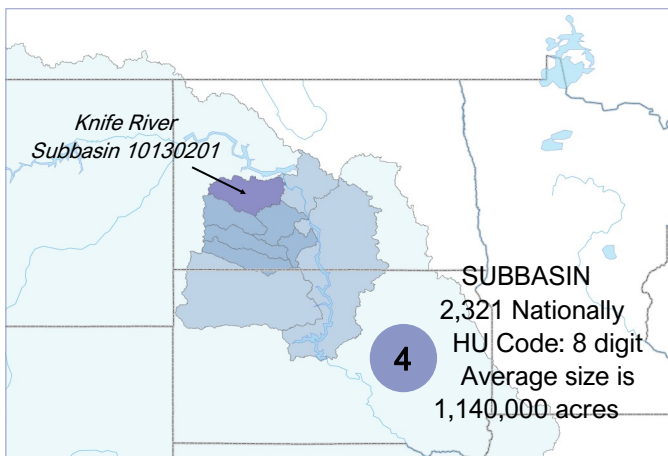 Knife River
Subbasin 10130201
SUBBASIN
2,321 Nationally
HU Code: 8 digit
4
Average size is
1,140,000 acres